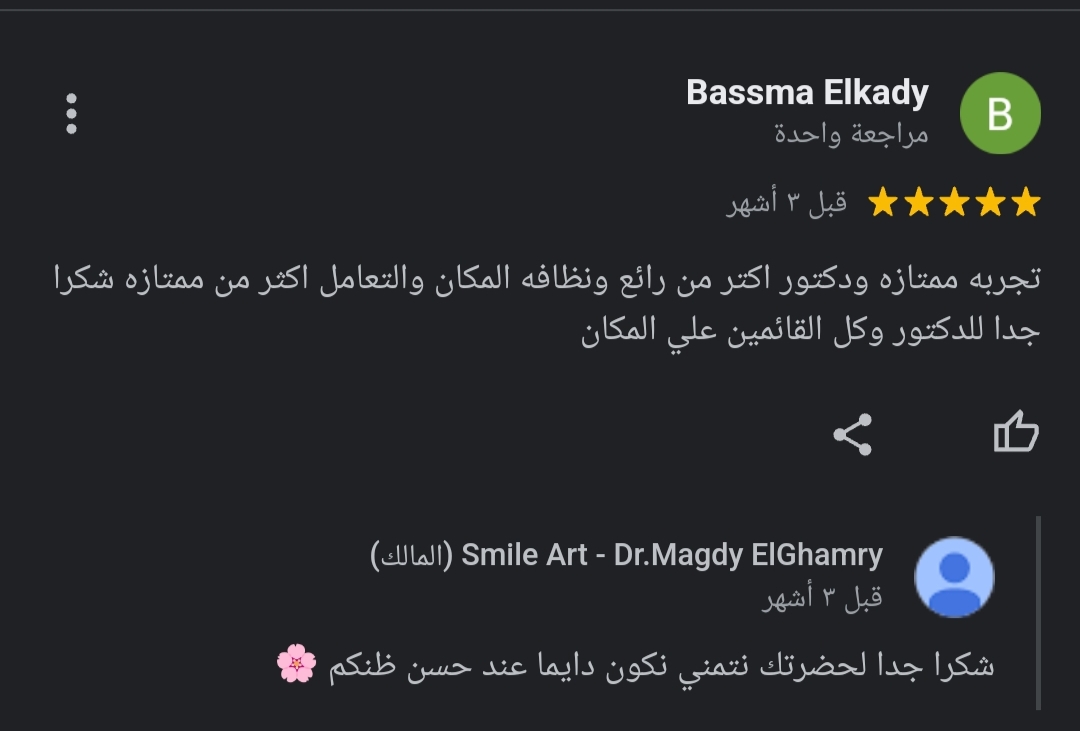 Bassma Elkady
B
مراجعة واحدة
قبل ٣ أشهر
تجربه ممتازه ودكتور اكتر من رائع ونظافه المكان والتعامل اكثر من ممتازه شكرا
جدا للدكتور وكل القائمين علي المكان
Smile Art - Dr.Magdy ElGhamry (المالك)
قبل ٣ أشهر
شكرا جدا لحضرتك نتمني نكون دايما عند حسن ظنكم 🌸